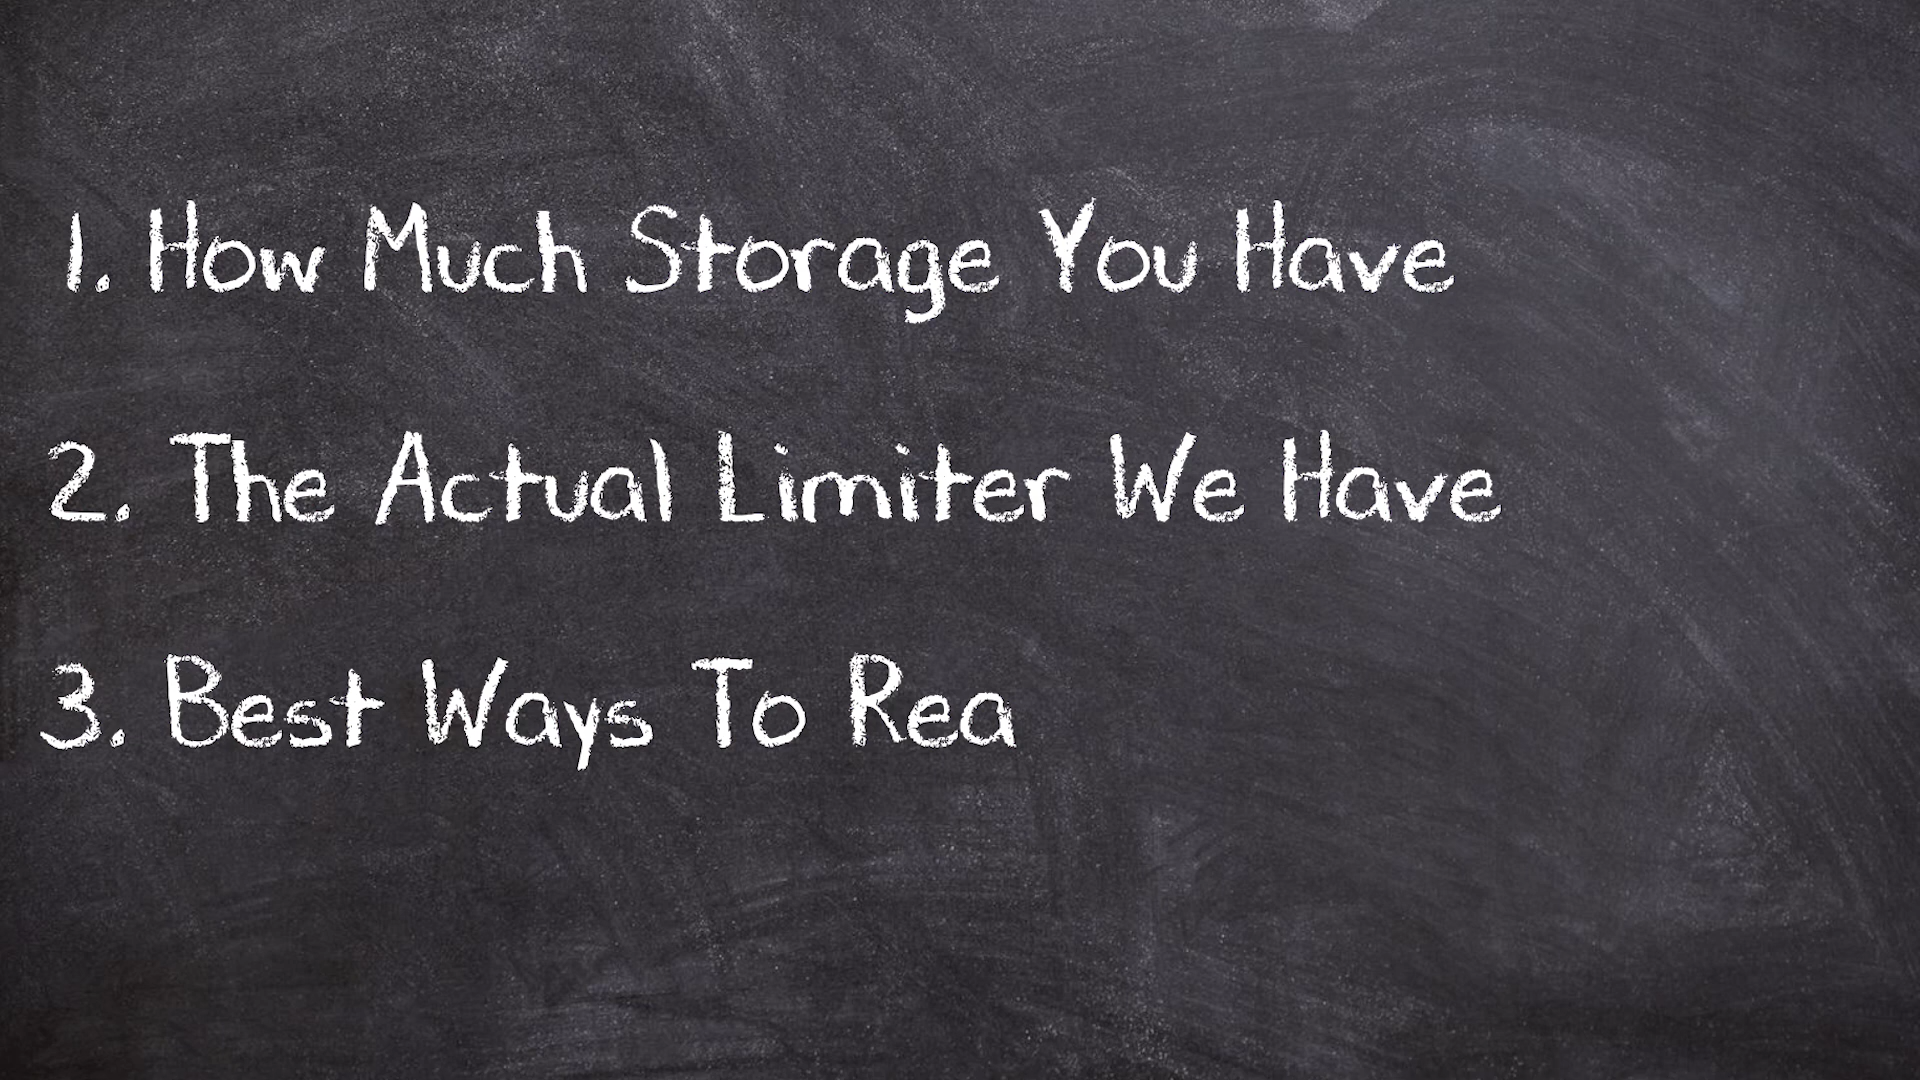 1. How Much Storage You Have
2. The Actual Limiter We Have
3. Best Ways To Rea